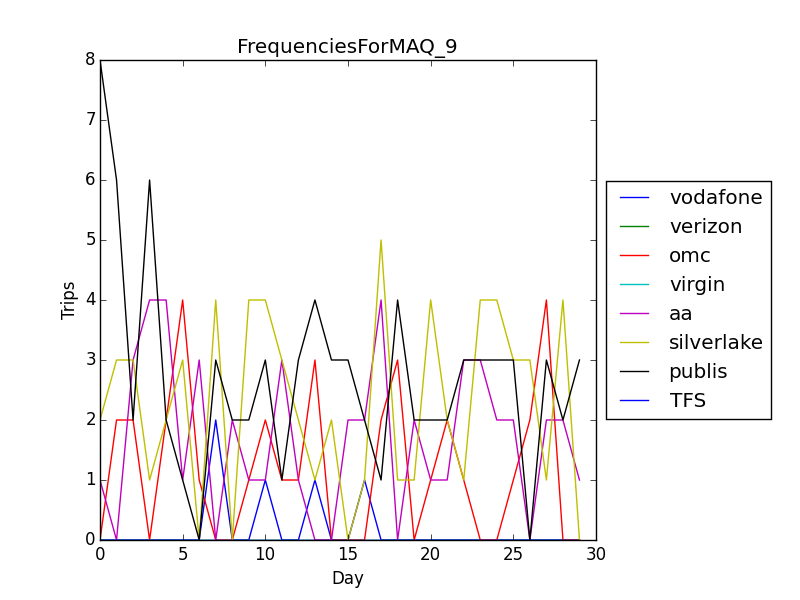 FrequenciesForMAQ_9
8
7
6
5
4
3
2
1
0
Trips
0 5 10 15 20 25 30
Day
vodafone
verizon
omc
virgin
aa
silverlake
publis
TFS